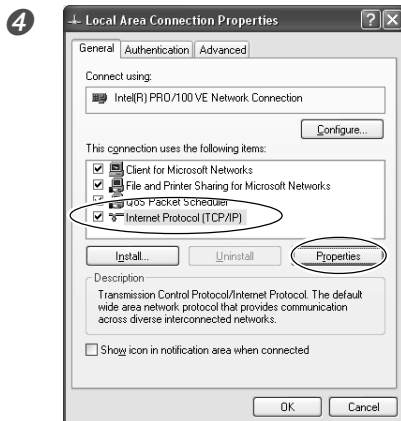 4
Local Area Connection Properties
General Authentication Advanced
Connect using:
Intel(R) PRO/100 VE Network Connection
Configure...
This connection uses the following items:
Client for Microsoft Networks
File and Printer Sharing for Microsoft Networks
QoS Packet Scheduler
Internet Protocol (TCP/IP)
Install... Uninstall Properties
Description
Transmission Control Protocol/Internet Protocol. The default
wide area network protocol that provides communication
across diverse interconnected networks.
Show icon in notification area when connected
OK Cancel